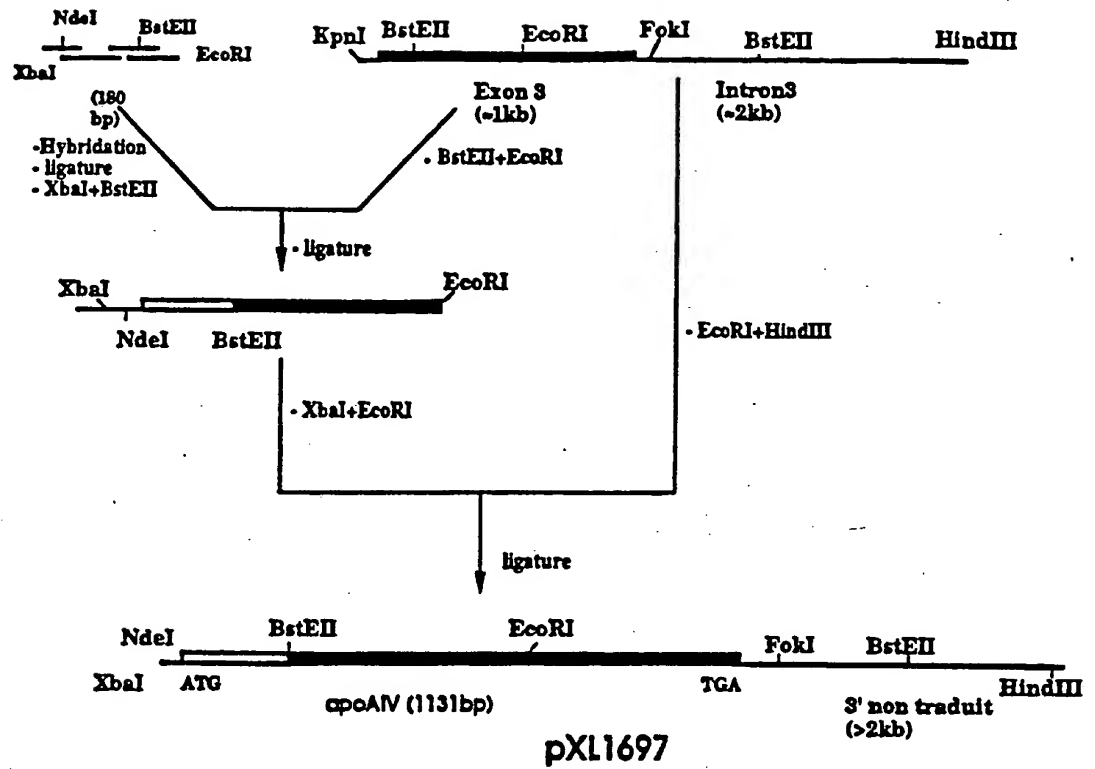 NdeI
BstEII
EcoRI
XbaI
KpnI
BstEII
EcoRI
FokI
BstEII
HindIII
(180
bp)
-Hybridation
- ligature
- XbaI+BstEII
Exon 3
(~1kb)
Intron3
(~2kb)
- BstEII+EcoRI
- ligature
XbaI
EcoRI
NdeI
BstEII
- EcoRI+HindIII
- XbaI+EcoRI
ligature
NdeI
BstEII
EcoRI
FokI
BstEII
XbaI
ATG
TGA
HindIII
apoAIV (1131bp)
3' non traduit
(>2kb)
pXL1697